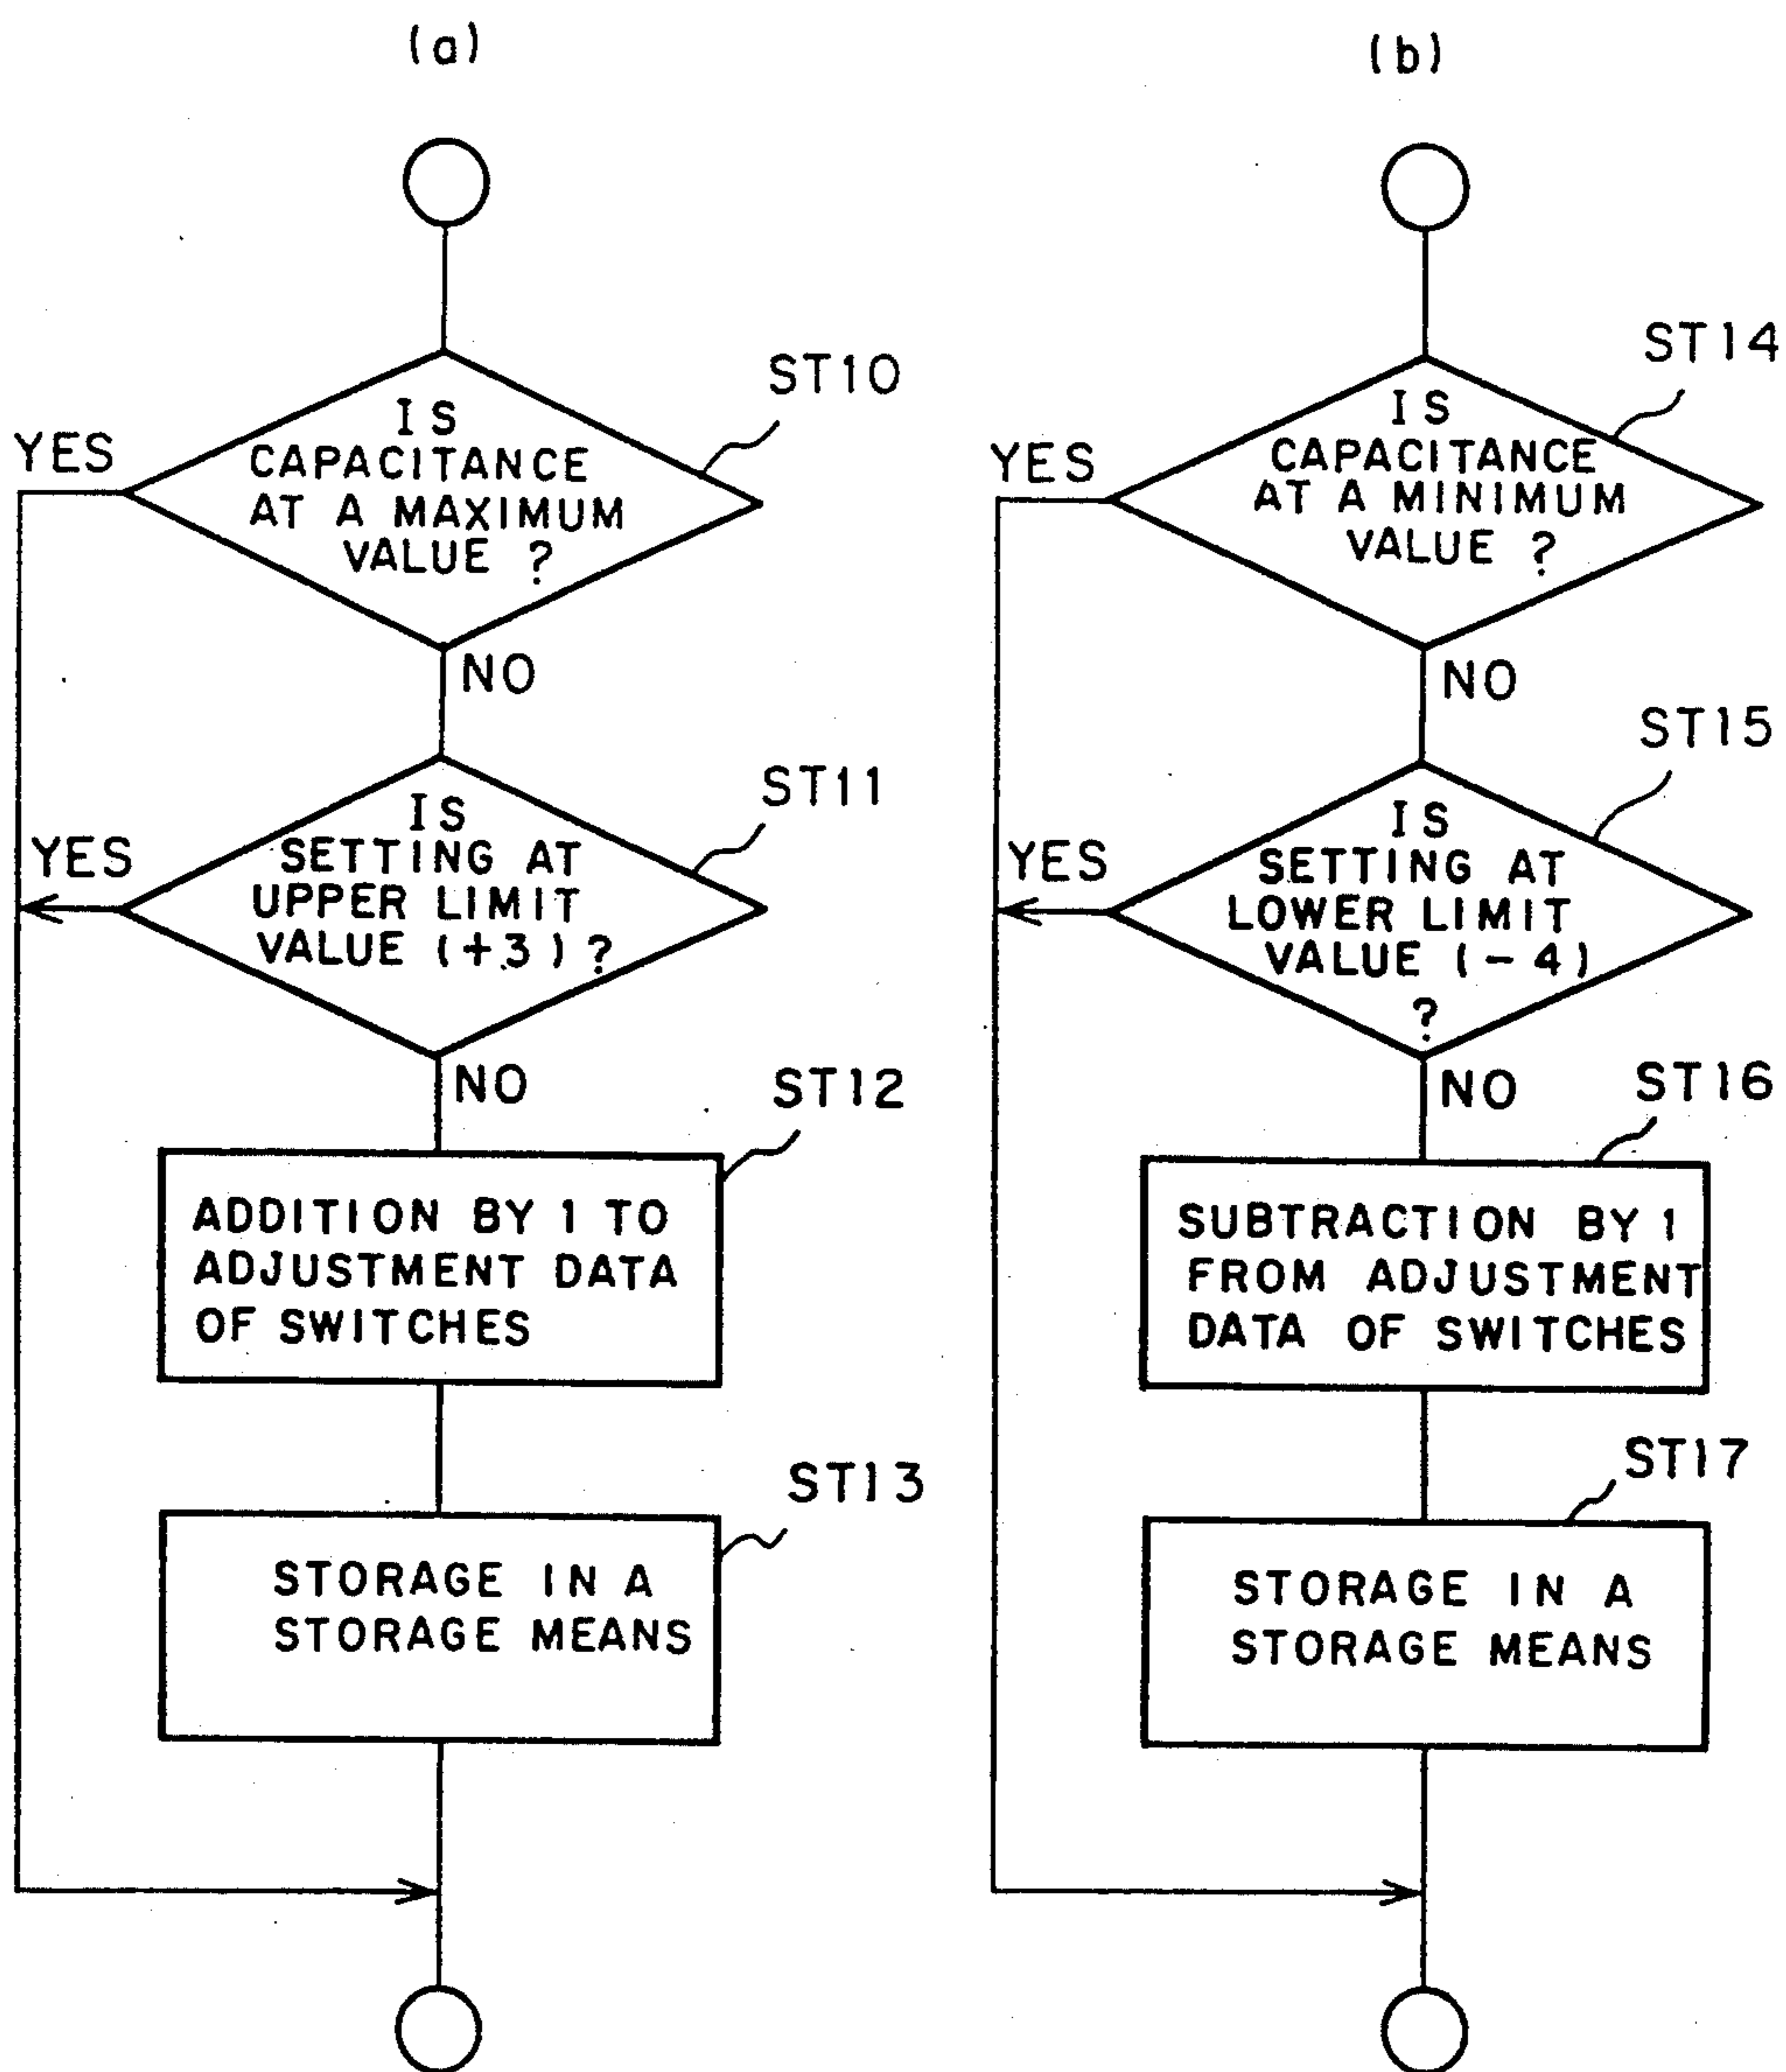 (a)
ST10
IS
CAPACITANCE
AT A MAXIMUM
VALUE ?
YES
NO
ST11
IS
SETTING AT
UPPER LIMIT
VALUE (+3) ?
YES
NO
ST12
ADDITION BY 1 TO
ADJUSTMENT DATA
OF SWITCHES
ST13
STORAGE IN A
STORAGE MEANS
(b)
ST14
IS
CAPACITANCE
AT A MINIMUM
VALUE ?
YES
NO
ST15
IS
SETTING AT
LOWER LIMIT
VALUE (-4)
?
YES
NO
ST16
SUBTRACTION BY 1
FROM ADJUSTMENT
DATA OF SWITCHES
ST17
STORAGE IN A
STORAGE MEANS